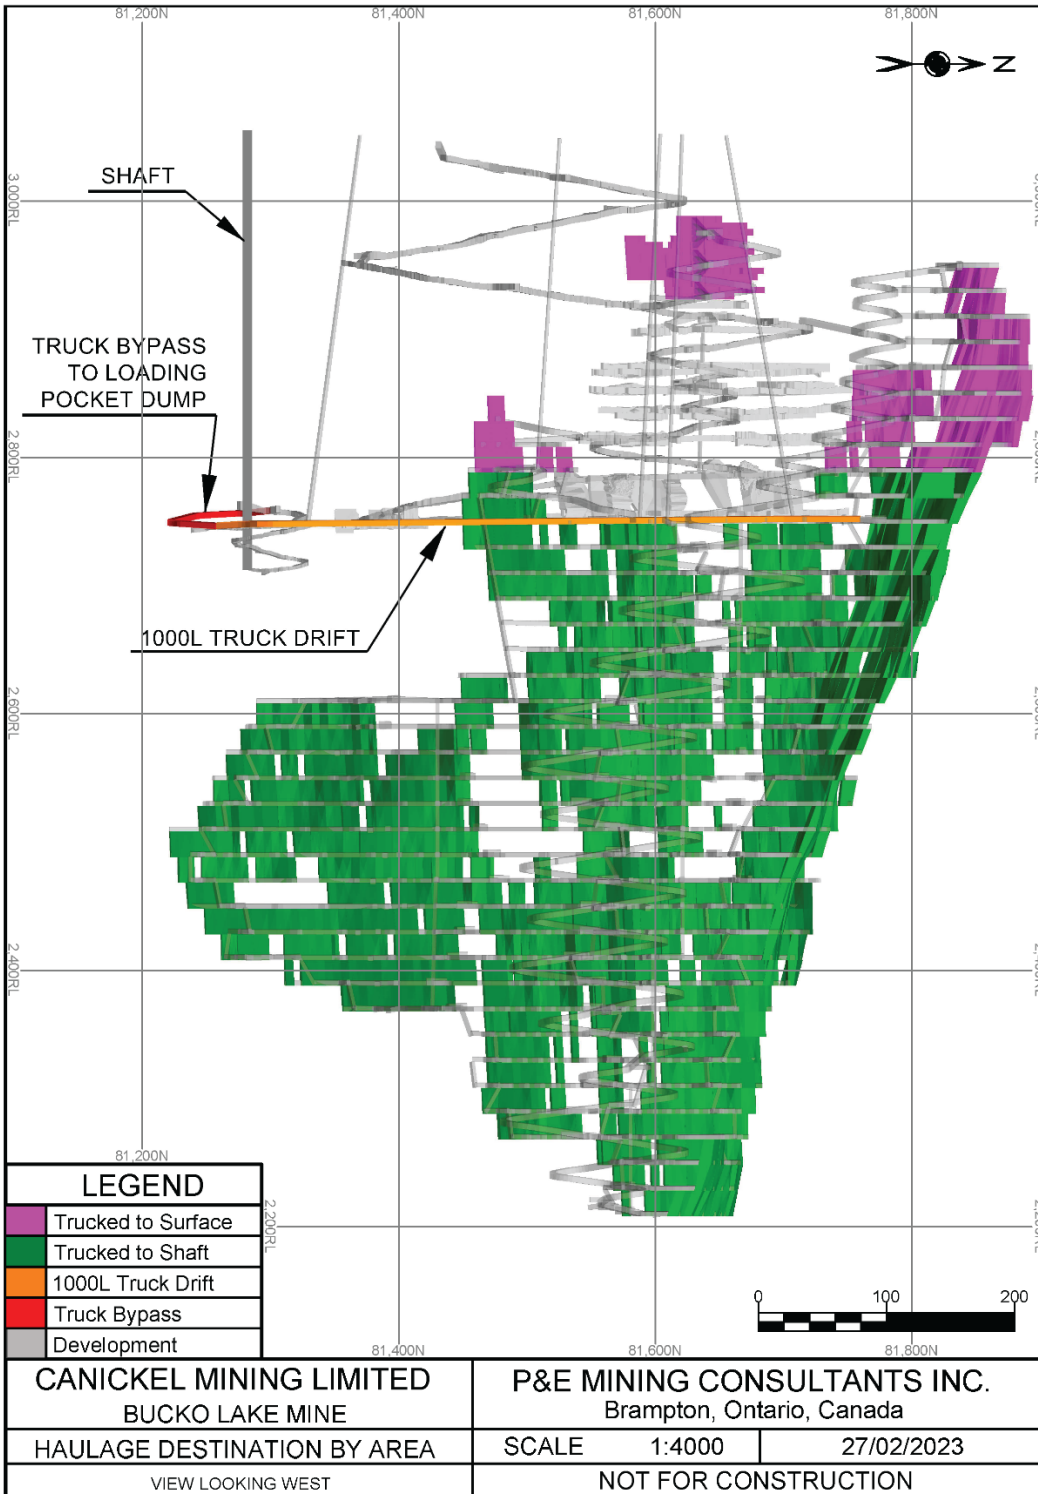 81,200N 81,400N 81,600N 81,800N
N
SHAFT
3,000RL
TRUCK BYPASS
TO LOADING
POCKET DUMP
2,800RL
1000L TRUCK DRIFT
2,600RL
2,400RL
81,200N
LEGEND
2,200RL
Trucked to Surface
Trucked to Shaft
1000L Truck Drift
Truck Bypass
Development
0 100 200
81,400N 81,600N 81,800N
CANICKEL MINING LIMITED
BUCKO LAKE MINE
P&E MINING CONSULTANTS INC.
Brampton, Ontario, Canada
HAULAGE DESTINATION BY AREA
SCALE 1:4000 27/02/2023
VIEW LOOKING WEST
NOT FOR CONSTRUCTION